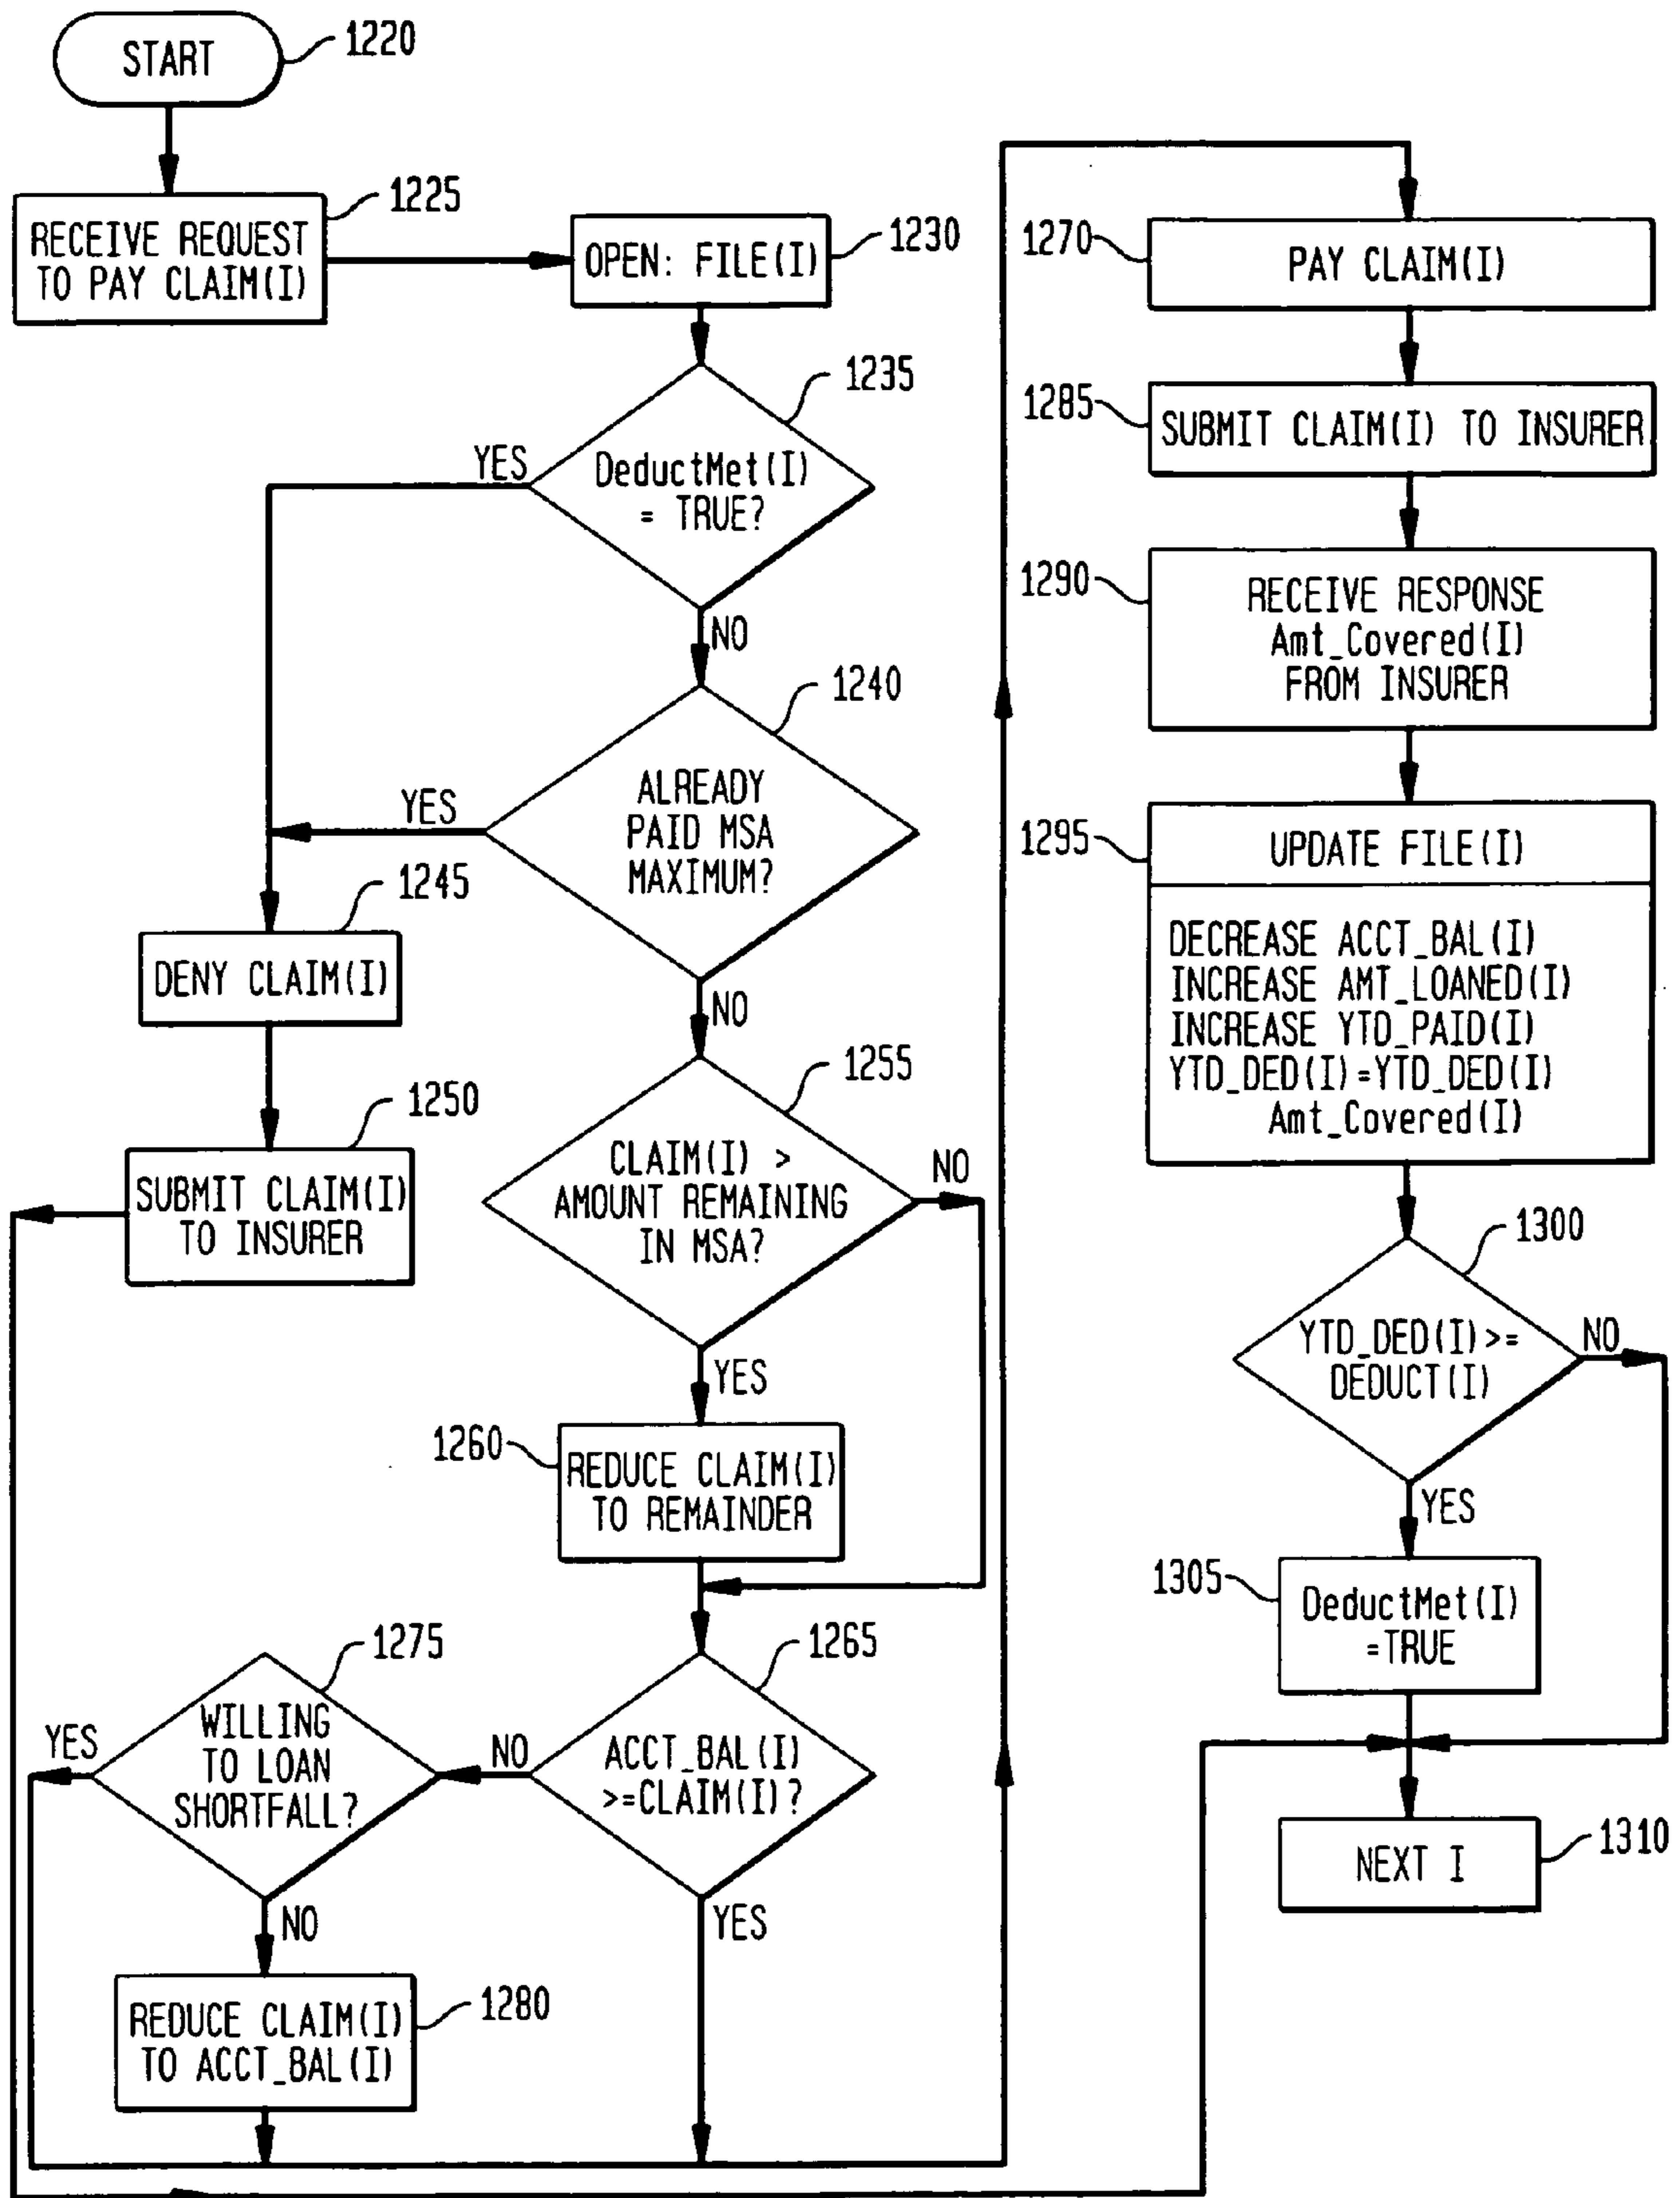 START
1220
RECEIVE REQUEST
TO PAY CLAIM(I)
1225
OPEN: FILE(I)
1230
DeductMet(I)
= TRUE?
1235
YES
NO
ALREADY
PAID MSA
MAXIMUM?
1240
YES
NO
DENY CLAIM(I)
1245
SUBMIT CLAIM(I)
TO INSURER
1250
CLAIM(I) >
AMOUNT REMAINING
IN MSA?
1255
NO
YES
REDUCE CLAIM(I)
TO REMAINDER
1260
ACCT_BAL(I)
>=CLAIM(I)?
1265
NO
YES
WILLING
TO LOAN
SHORTFALL?
1275
YES
NO
REDUCE CLAIM(I)
TO ACCT_BAL(I)
1280
1270
PAY CLAIM(I)
1285
SUBMIT CLAIM(I) TO INSURER
1290
RECEIVE RESPONSE
Amt_Covered(I)
FROM INSURER
1295
UPDATE FILE(I)
DECREASE ACCT_BAL(I)
INCREASE AMT_LOANED(I)
INCREASE YTD_PAID(I)
YTD_DED(I)=YTD_DED(I)
Amt_Covered(I)
1300
YTD_DED(I)>=
DEDUCT(I)
NO
YES
1305
DeductMet(I)
=TRUE
NEXT I
1310